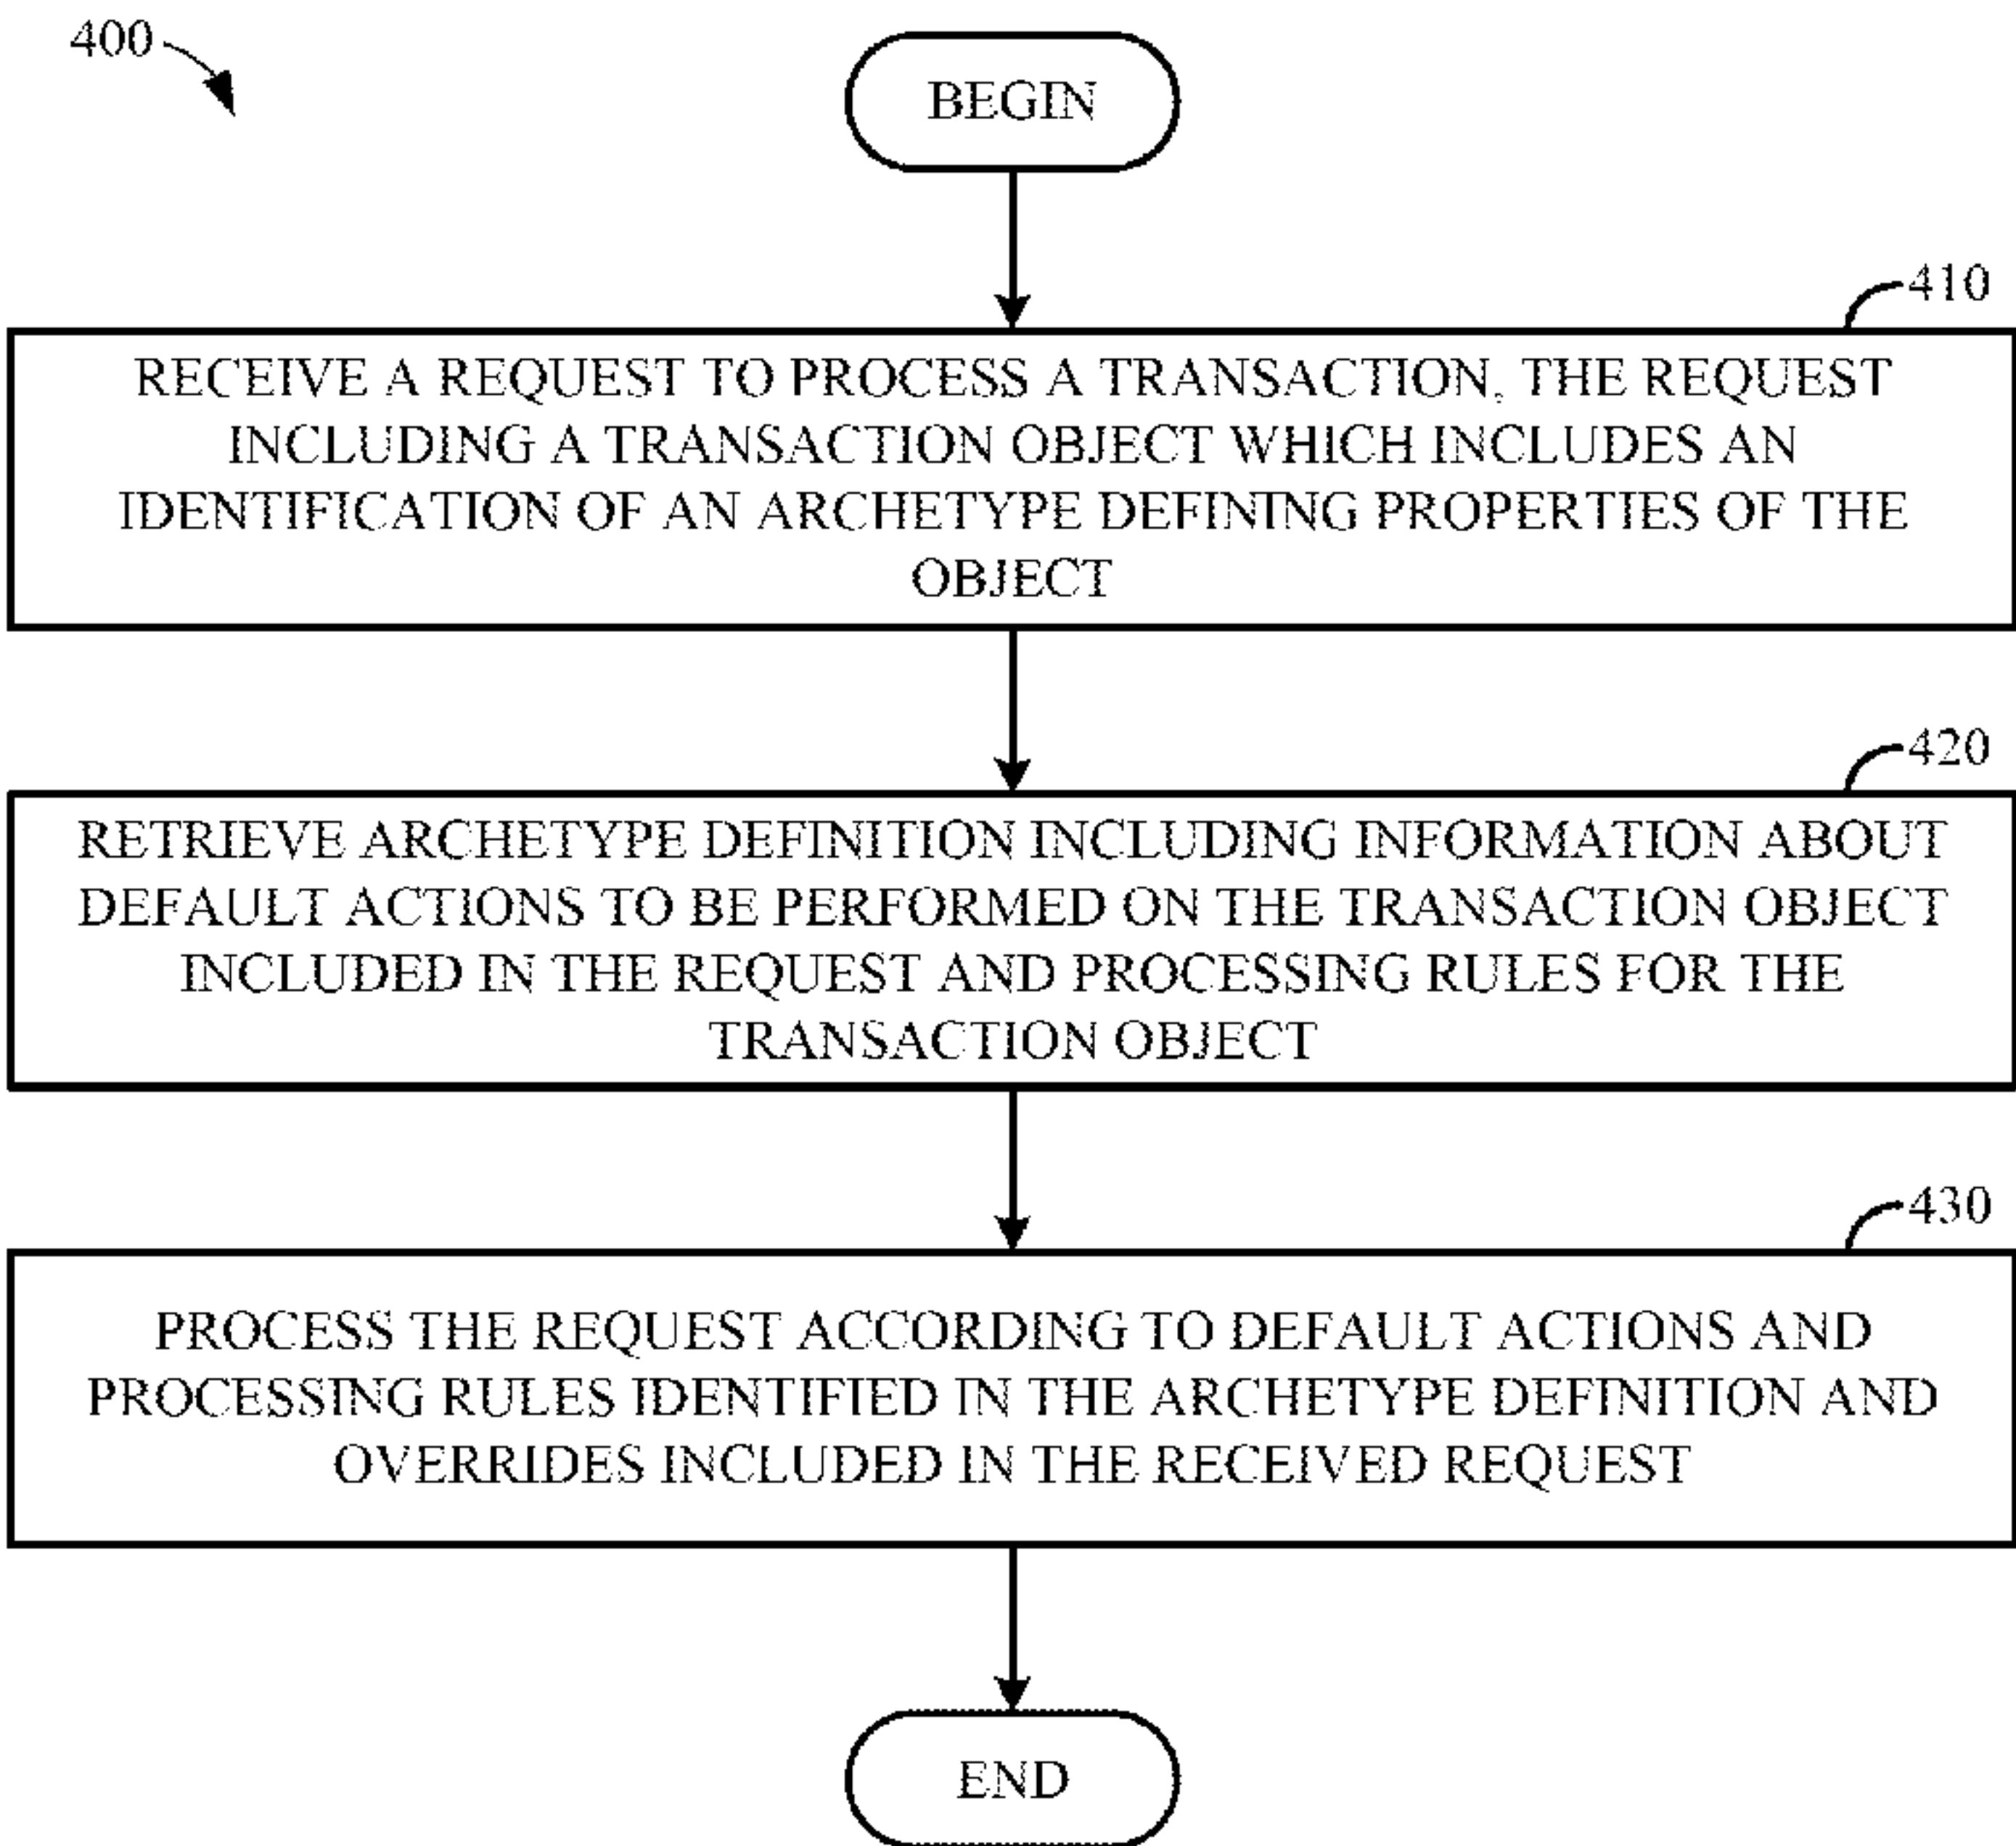 400
BEGIN
410
RECEIVE A REQUEST TO PROCESS A TRANSACTION, THE REQUEST
INCLUDING A TRANSACTION OBJECT WHICH INCLUDES AN
IDENTIFICATION OF AN ARCHETYPE DEFINING PROPERTIES OF THE
OBJECT
420
RETRIEVE ARCHETYPE DEFINITION INCLUDING INFORMATION ABOUT
DEFAULT ACTIONS TO BE PERFORMED ON THE TRANSACTION OBJECT
INCLUDED IN THE REQUEST AND PROCESSING RULES FOR THE
TRANSACTION OBJECT
430
PROCESS THE REQUEST ACCORDING TO DEFAULT ACTIONS AND
PROCESSING RULES IDENTIFIED IN THE ARCHETYPE DEFINITION AND
OVERRIDES INCLUDED IN THE RECEIVED REQUEST
END